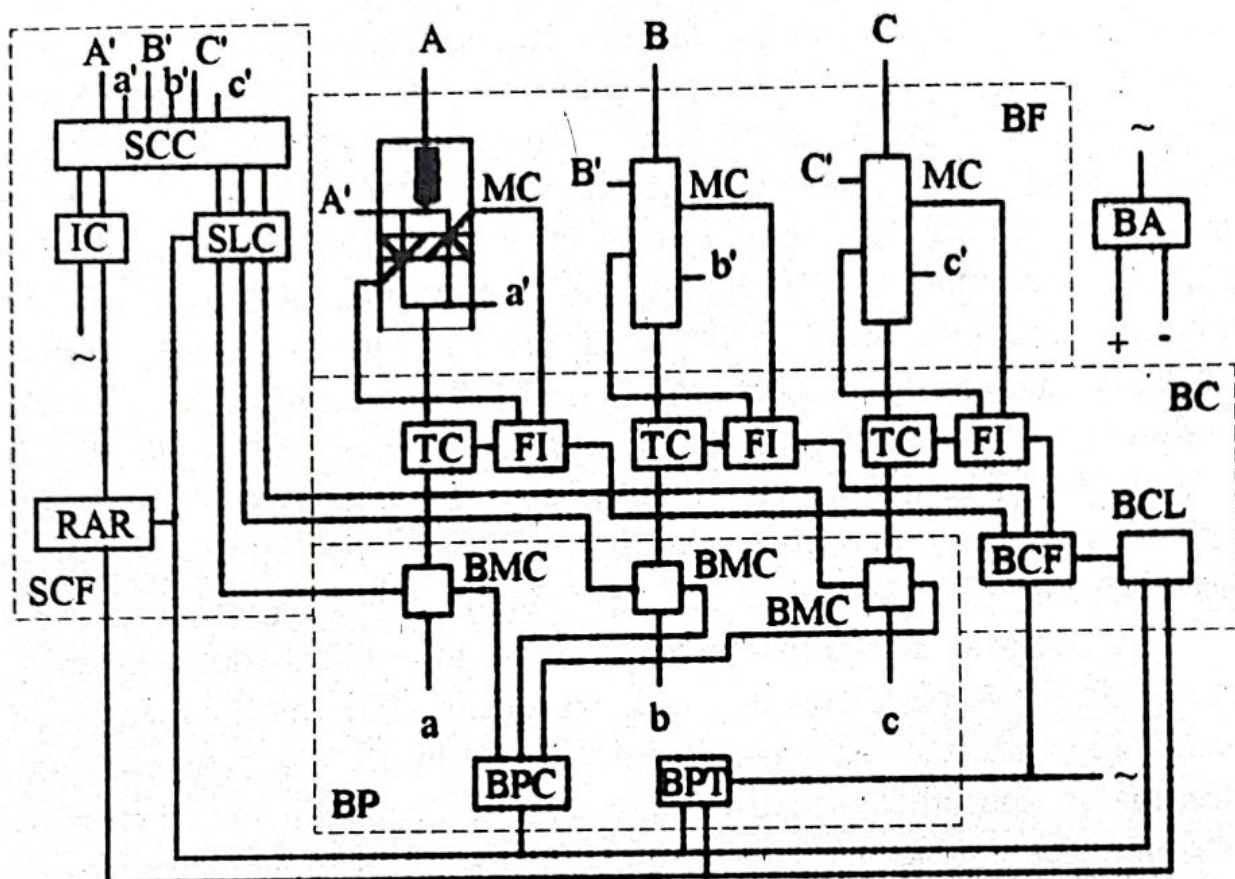 A' B' C'
a' b' c'
SCC
IC
SLC
~
RAR
SCF
A
B
C
BF
A'
MC
a'
B'
MC
b'
C'
MC
c'
~
BA
+ -
BC
TC
FI
TC
FI
TC
FI
BCL
BCF
BMC
BMC
BMC
a
b
c
BPC
BPT
~
BP